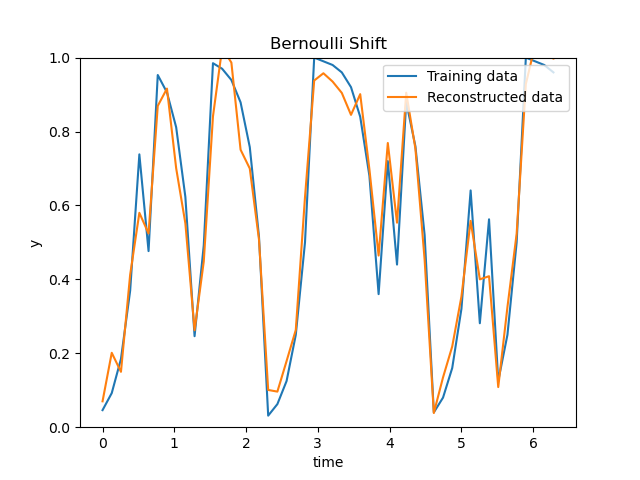 Bernoulli Shift
Training data
Reconstructed data
1.0
0.8
0.6
0.4
0.2
0.0
y
0 1 2 3 4 5 6
time